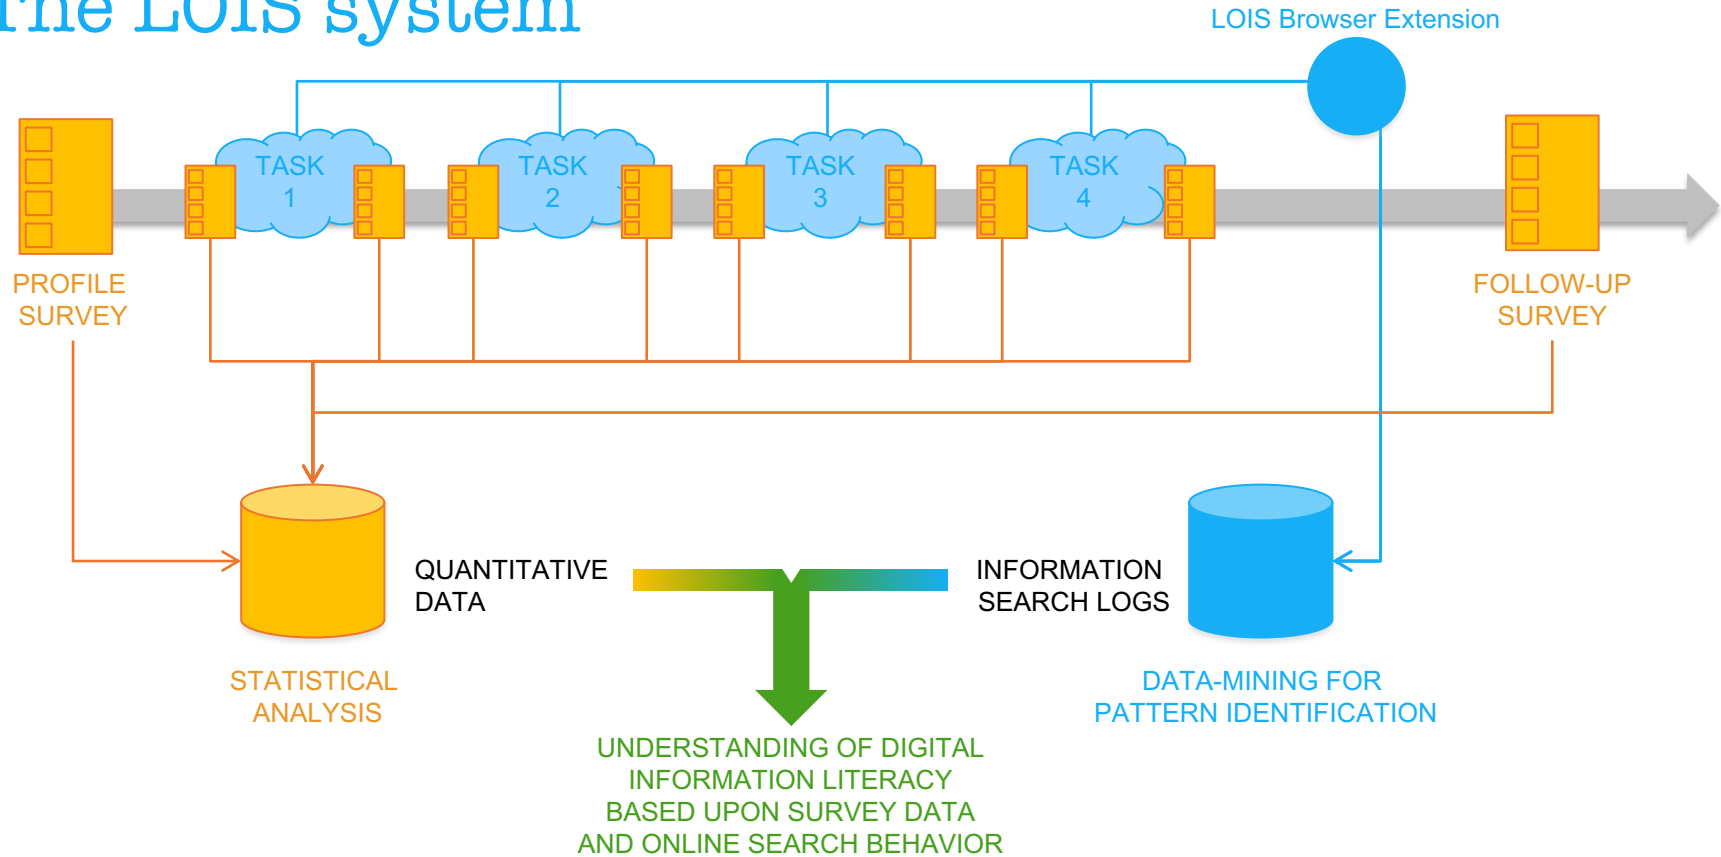 The LOIS system
LOIS Browser Extension
TASK
1
TASK
2
TASK
3
TASK
4
PROFILE
SURVEY
FOLLOW-UP
SURVEY
QUANTITATIVE
DATA
INFORMATION
SEARCH LOGS
STATISTICAL
ANALYSIS
DATA-MINING FOR
PATTERN IDENTIFICATION
UNDERSTANDING OF DIGITAL
INFORMATION LITERACY
BASED UPON SURVEY DATA
AND ONLINE SEARCH BEHAVIOR